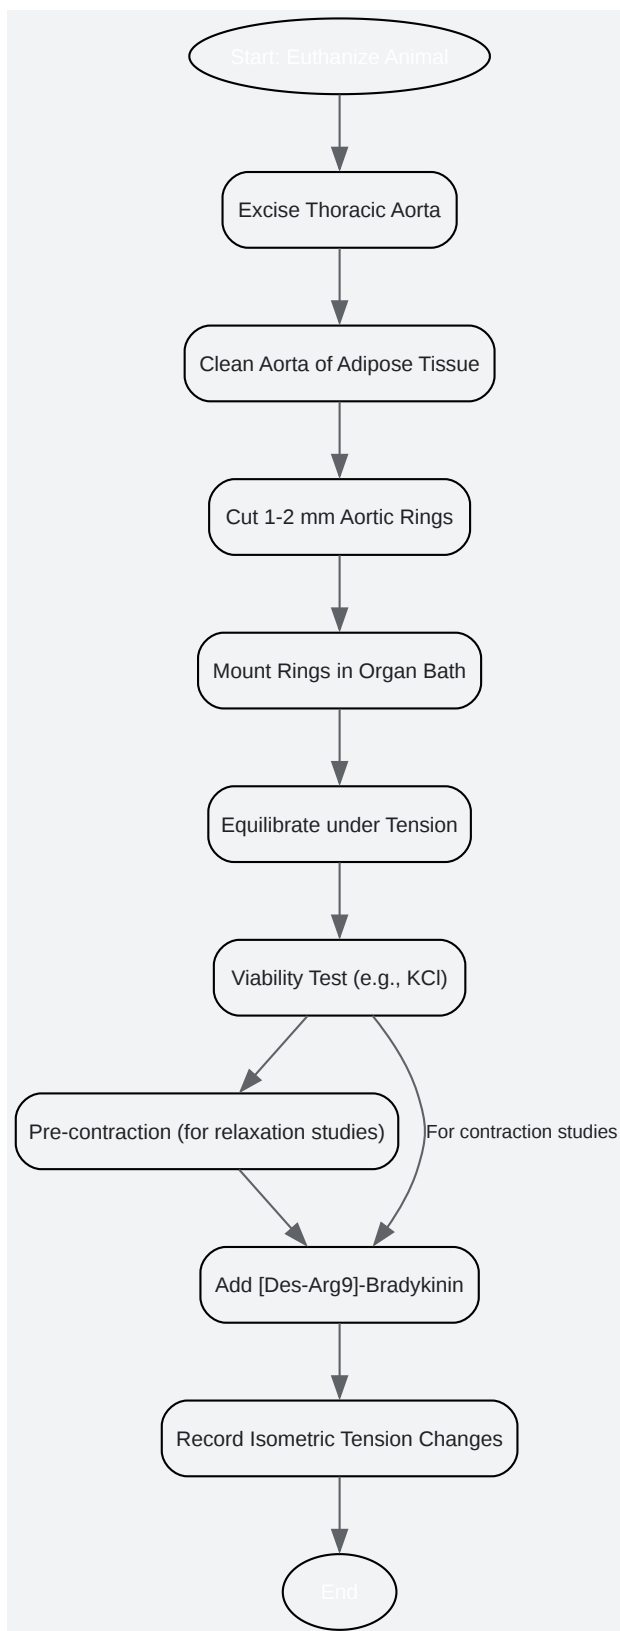 Start: Euthanize Animal
Excise Thoracic Aorta
Clean Aorta of Adipose Tissue
Cut 1-2 mm Aortic Rings
Mount Rings in Organ Bath
Equilibrate under Tension
Viability Test (e.g., KCl)
Pre-contraction (for relaxation studies)
For contraction studies
Add [Des-Arg9]-Bradykinin
Record Isometric Tension Changes
End